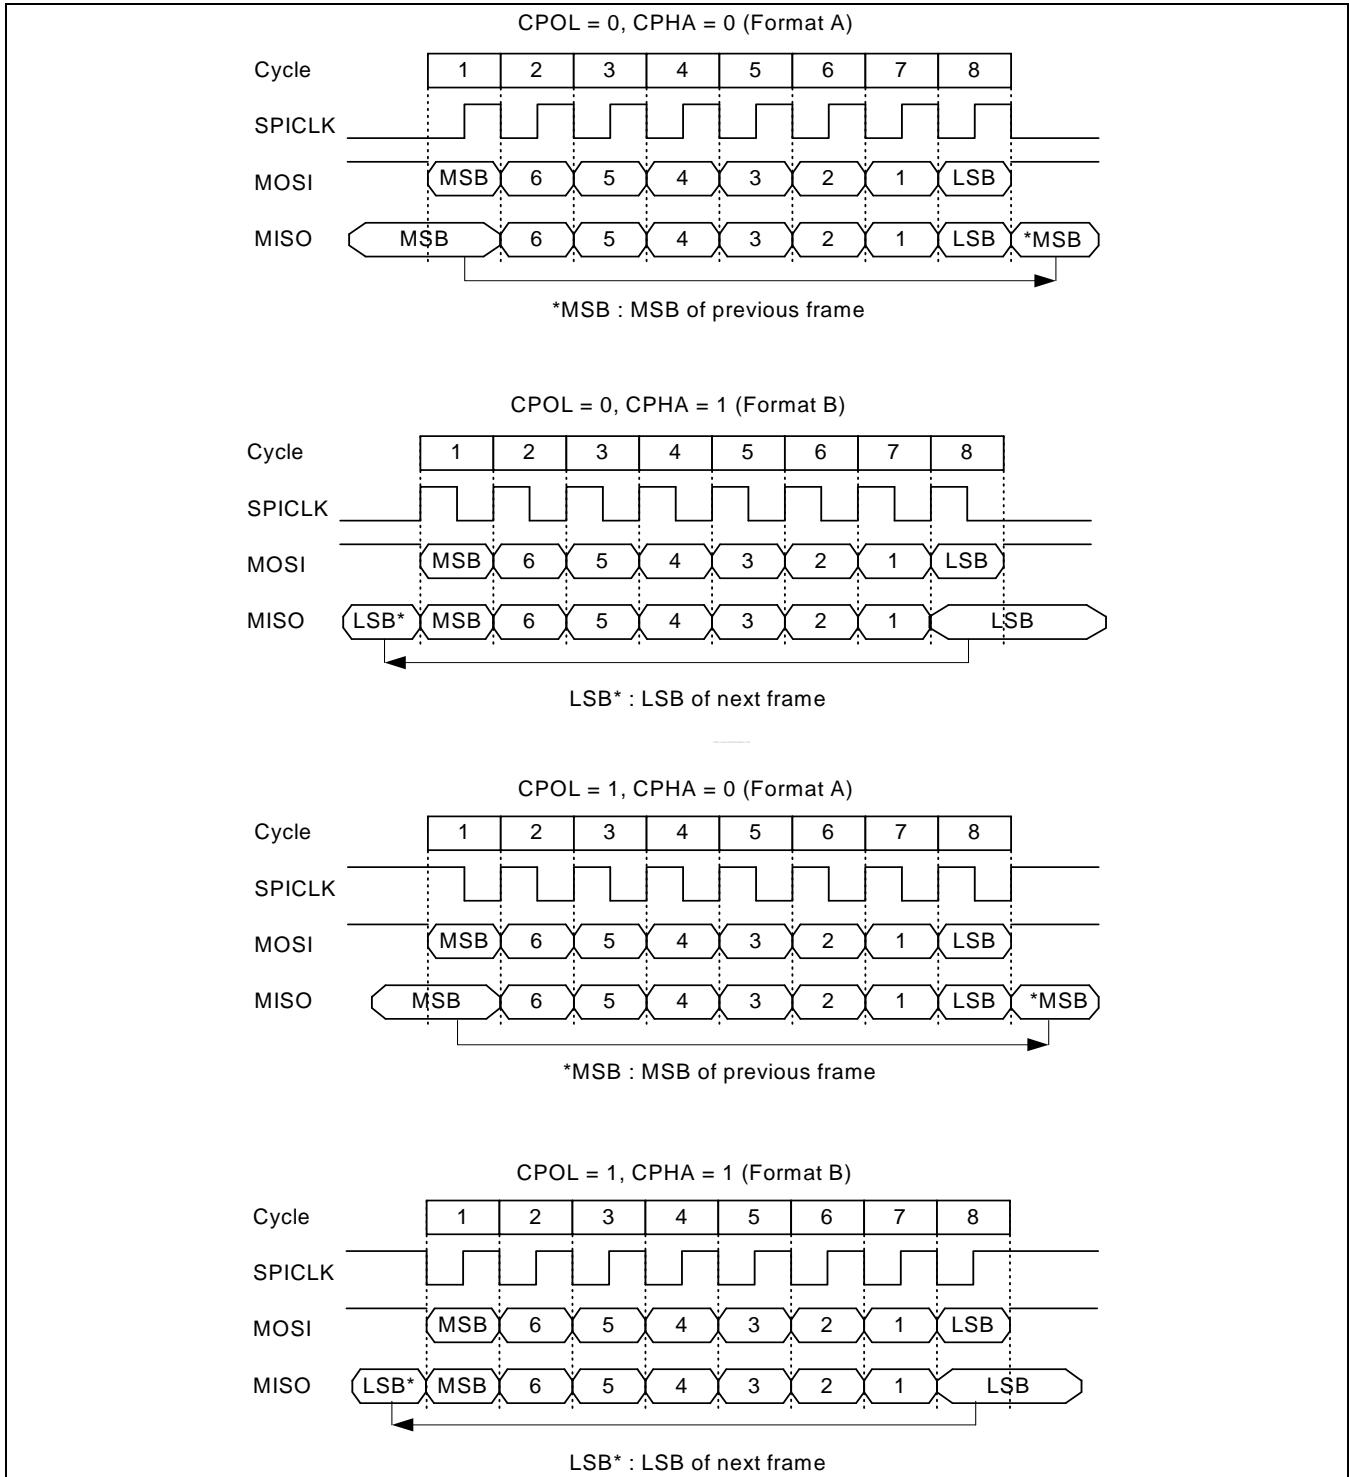 CPOL = 0, CPHA = 0 (Format A)
Cycle 1 2 3 4 5 6 7 8
SPICLK
MOSI MSB 6 5 4 3 2 1 LSB
MISO MSB 6 5 4 3 2 1 LSB *MSB
*MSB : MSB of previous frame
CPOL = 0, CPHA = 1 (Format B)
Cycle 1 2 3 4 5 6 7 8
SPICLK
MOSI MSB 6 5 4 3 2 1 LSB
MISO LSB* MSB 6 5 4 3 2 1 LSB
LSB* : LSB of next frame
CPOL = 1, CPHA = 0 (Format A)
Cycle 1 2 3 4 5 6 7 8
SPICLK
MOSI MSB 6 5 4 3 2 1 LSB
MISO MSB 6 5 4 3 2 1 LSB *MSB
*MSB : MSB of previous frame
CPOL = 1, CPHA = 1 (Format B)
Cycle 1 2 3 4 5 6 7 8
SPICLK
MOSI MSB 6 5 4 3 2 1 LSB
MISO LSB* MSB 6 5 4 3 2 1 LSB
LSB* : LSB of next frame